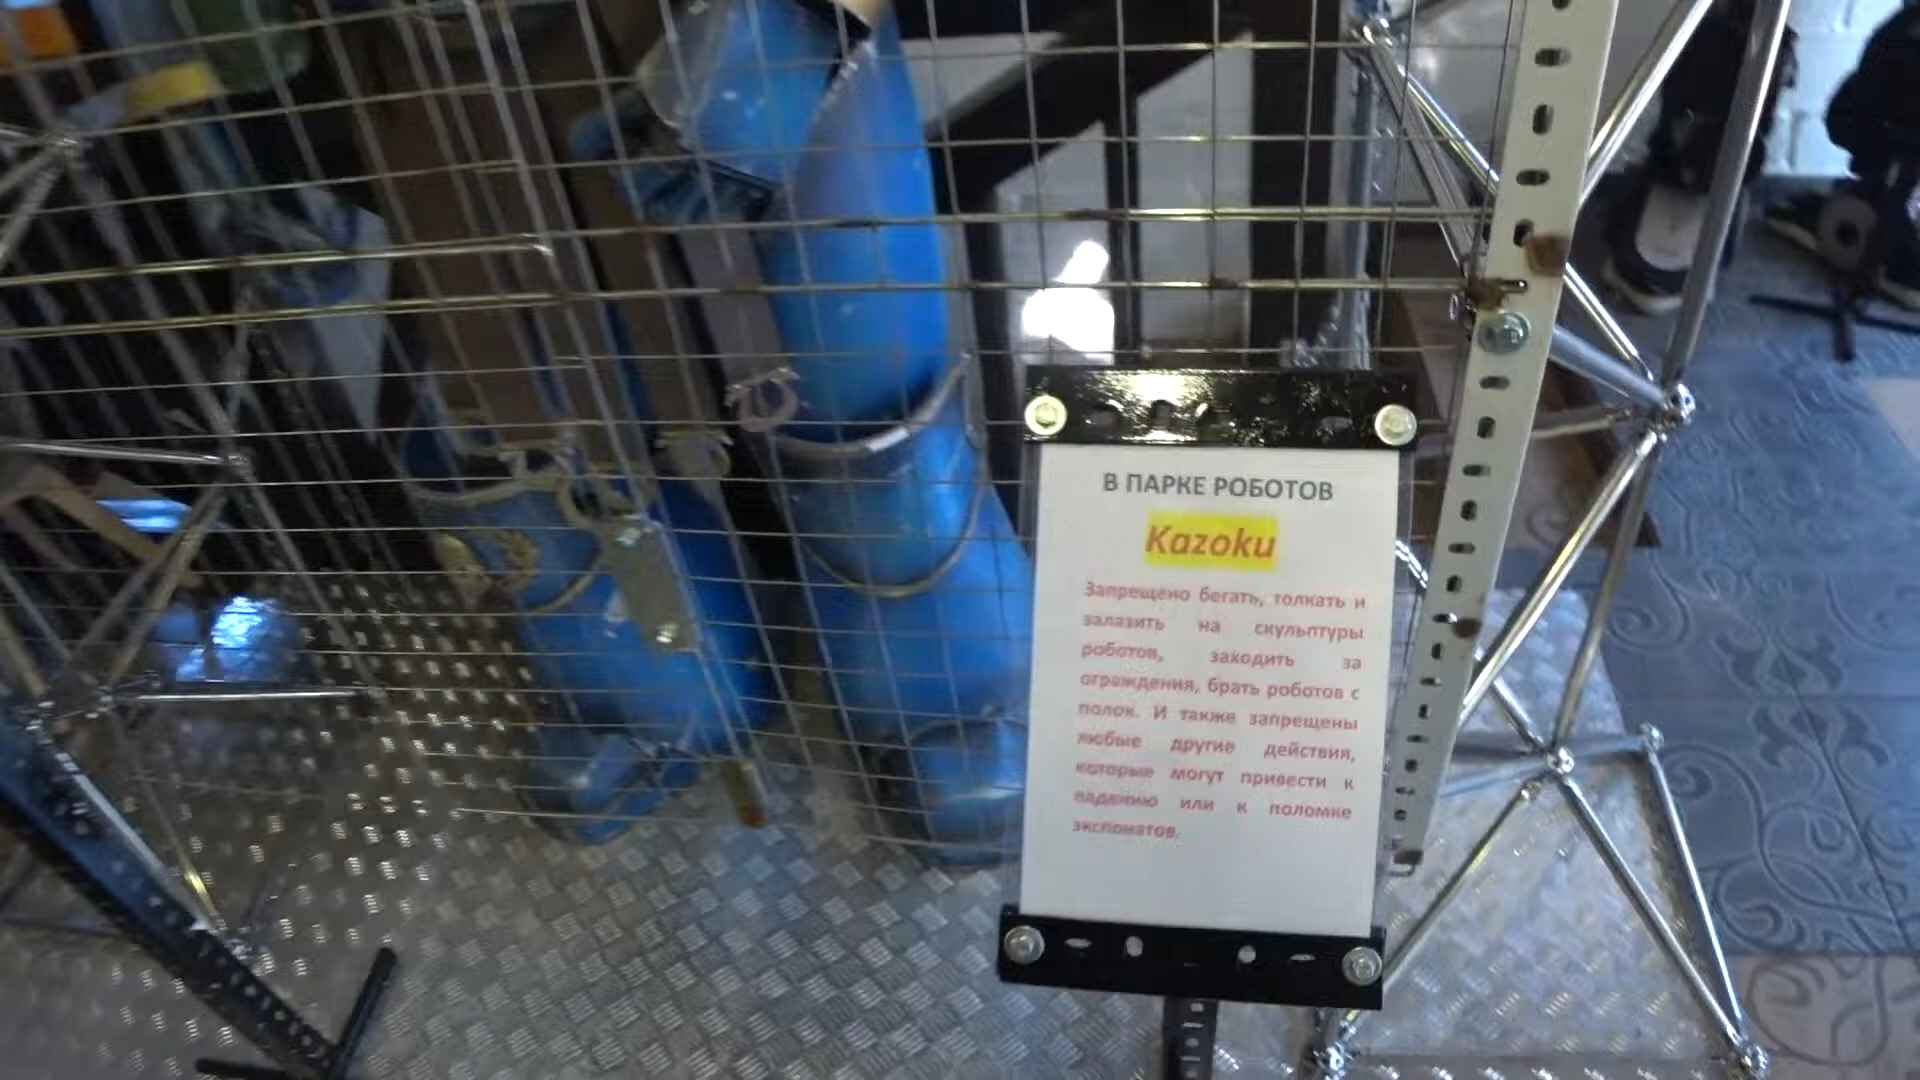 В ПАРКЕ РОБОТОВ
Kazoku
Запрещено бегать, толкать и
залазить на скульптуры
роботов, заходить за
ограждения, брать роботов с
полок. И также запрещены
любые другие действия,
которые могут привести к
падению или к поломке
экспонатов.